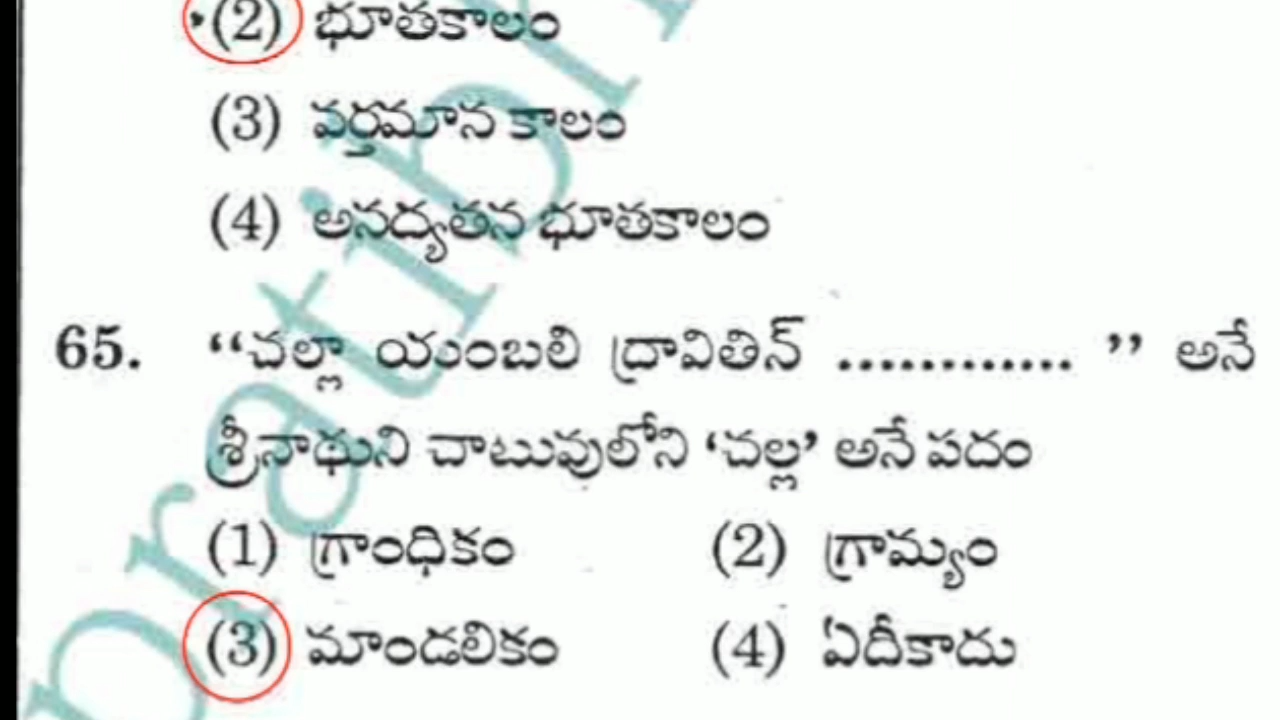 (2) భూతకాలం
(3) వర్తమాన కాలం
(4) అనద్యతన భూతకాలం
65. “చల్లా యంబలి ద్రావితిన్ ............ ” అనే
శ్రీనాథుని చాటువులోని ‘చల్ల’ అనే పదం
(1) గ్రాంధికం (2) గ్రామ్యం
(3) మాండలికం (4) ఏదీకాదు